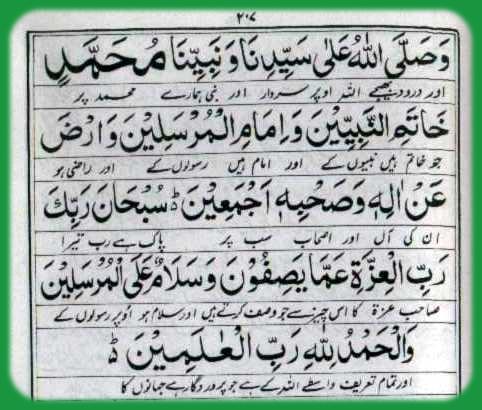 ۲۰۷
وَصَلَّى اللّٰهُ عَلٰى سَيِّدِنَا وَنَبِيِّنَا مُحَمَّدٍ
اور درود بھیجے اللہ اوپر سردار اور نبی ہمارے محمد پر
خَاتَمِ النَّبِيِّيْنَ وَاِمَامِ الْمُرْسَلِيْنَ وَارْضَ
جو خاتم ہیں نبیوں کے اور امام ہیں رسولوں کے اور راضی ہو
عَنْ اٰلِهٖ وَصَحْبِهٖ اَجْمَعِيْنَ ط سُبْحَانَ رَبِّكَ
ان کی آل اور اصحاب سب پر پاک ہے رب تیرا
رَبِّ الْعِزَّةِ عَمَّا يَصِفُوْنَ وَسَلَامٌ عَلَى الْمُرْسَلِيْنَ
صاحب عزۃ کا اس چیز سے جو وصف کرتے ہیں اور سلام ہو اوپر رسولوں کے
وَالْحَمْدُ لِلّٰهِ رَبِّ الْعٰلَمِيْنَ ط
اور تمام تعریف واسطے اللہ کے ہے جو پروردگار ہے جہانوں کا